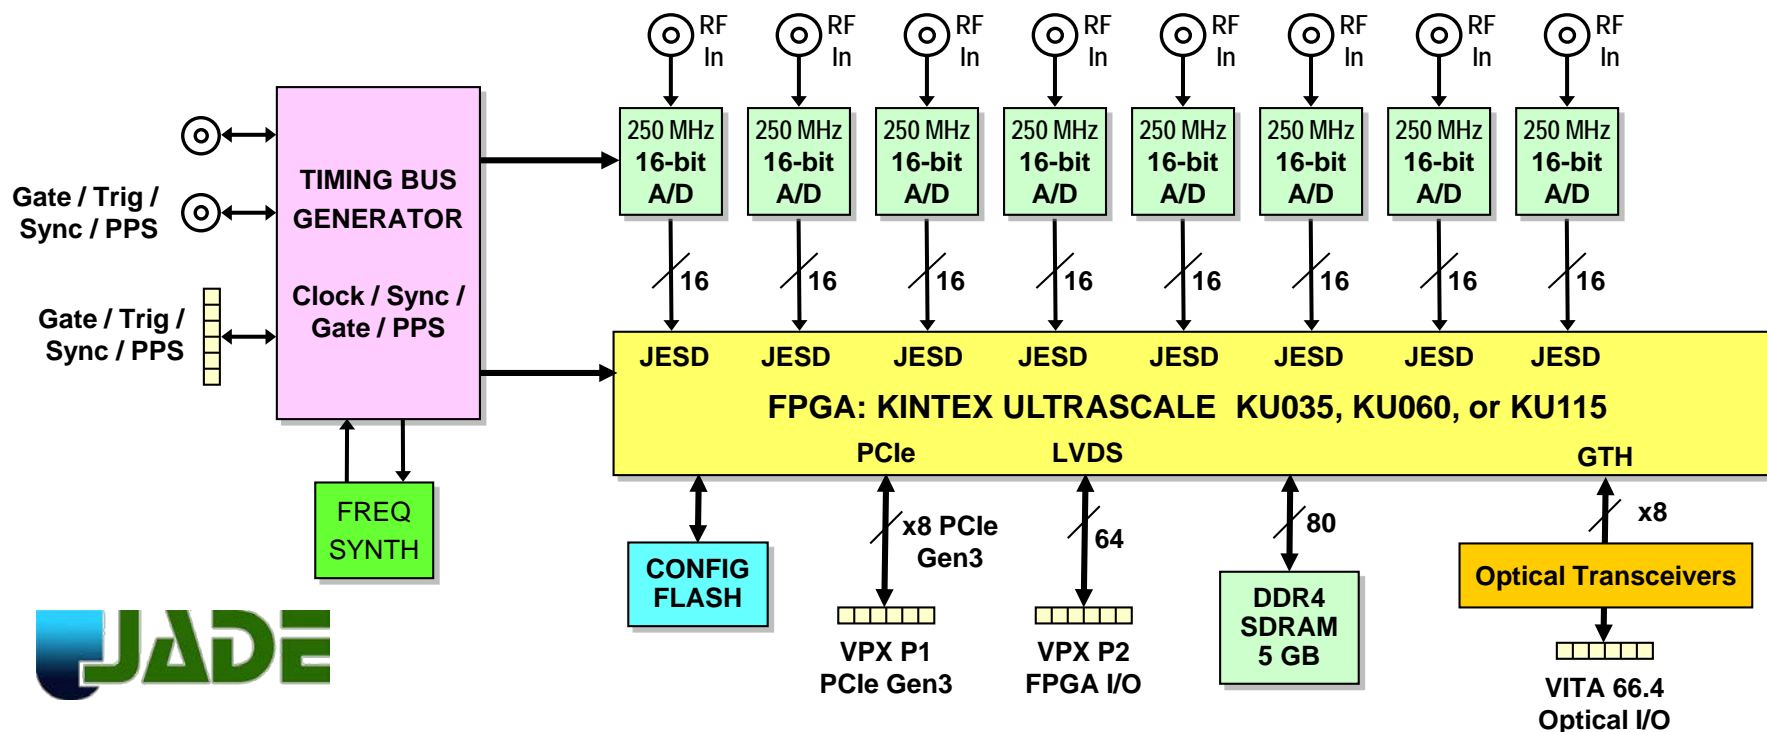 RF
In
RF
In
RF
In
RF
In
RF
In
RF
In
RF
In
RF
In
250 MHz
16-bit
A/D
250 MHz
16-bit
A/D
250 MHz
16-bit
A/D
250 MHz
16-bit
A/D
250 MHz
16-bit
A/D
250 MHz
16-bit
A/D
250 MHz
16-bit
A/D
250 MHz
16-bit
A/D
TIMING BUS
GENERATOR
Clock / Sync /
Gate / PPS
Gate / Trig /
Sync / PPS
Gate / Trig /
Sync / PPS
16
16
16
16
16
16
16
16
JESD
JESD
JESD
JESD
JESD
JESD
JESD
JESD
FPGA: KINTEX ULTRASCALE KU035, KU060, or KU115
PCIe
LVDS
GTH
FREQ
SYNTH
x8 PCIe
Gen3
64
80
x8
CONFIG
FLASH
Optical Transceivers
DDR4
SDRAM
5 GB
VPX P1
PCIe Gen3
VPX P2
FPGA I/O
VITA 66.4
Optical I/O
JADE